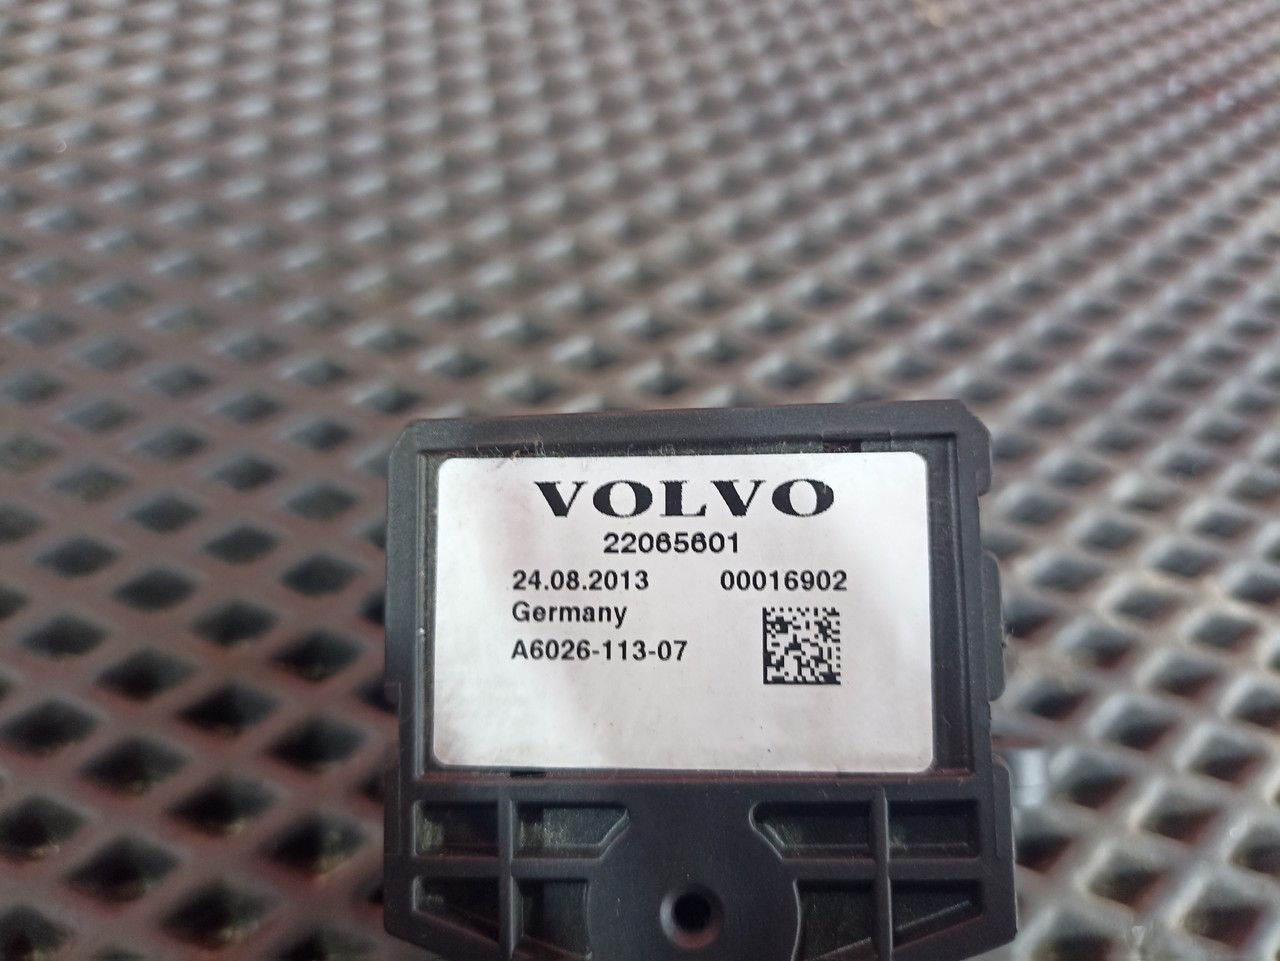 VOLVO
22065601
24.08.2013 00016902
Germany
A6026-113-07